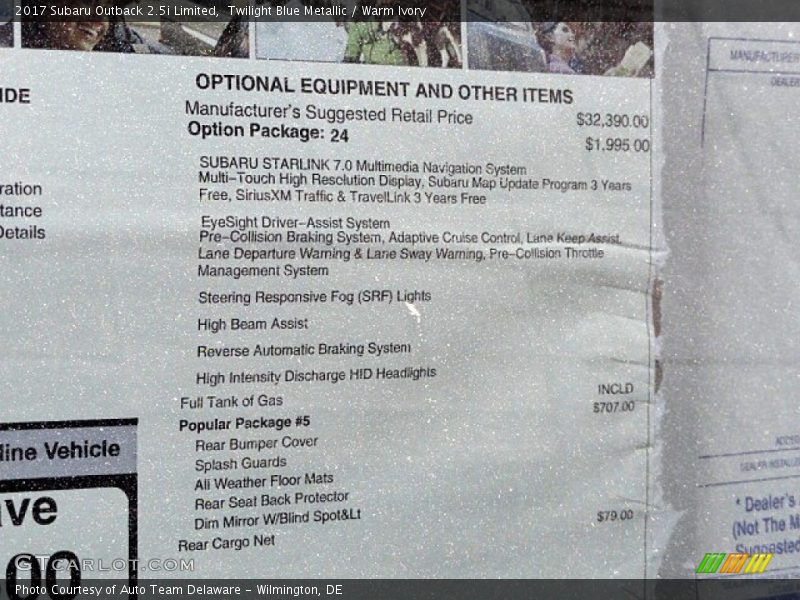 2017 Subaru Outback 2.5i Limited,  Twilight Blue Metallic / Warm Ivory
OPTIONAL EQUIPMENT AND OTHER ITEMS
Manufacturer's Suggested Retail Price $32,390.00
Option Package: 24 $1,995.00
SUBARU STARLINK 7.0 Multimedia Navigation System
Multi-Touch High Resolution Display, Subaru Map Update Program 3 Years
Free, SiriusXM Traffic & TravelLink 3 Years Free
EyeSight Driver-Assist System
Pre-Collision Braking System, Adaptive Cruise Control, Lane Keep Assist,
Lane Departure Warning & Lane Sway Warning, Pre-Collision Throttle
Management System
Steering Responsive Fog (SRF) Lights
High Beam Assist
Reverse Automatic Braking System
High Intensity Discharge HID Headlights
Full Tank of Gas INCLD
Popular Package #5 $707.00
Rear Bumper Cover
Splash Guards
All Weather Floor Mats
Rear Seat Back Protector
Dim Mirror W/Blind Spot&Lt
Rear Cargo Net $79.00
IDE
ration
tance
Details
line Vehicle
ve
.00
MANUFACTURER
DEALER
DEALER INSTALLED
* Dealer's
(Not The M
Suggested
GTCARLOT.COM
Photo Courtesy of Auto Team Delaware - Wilmington, DE